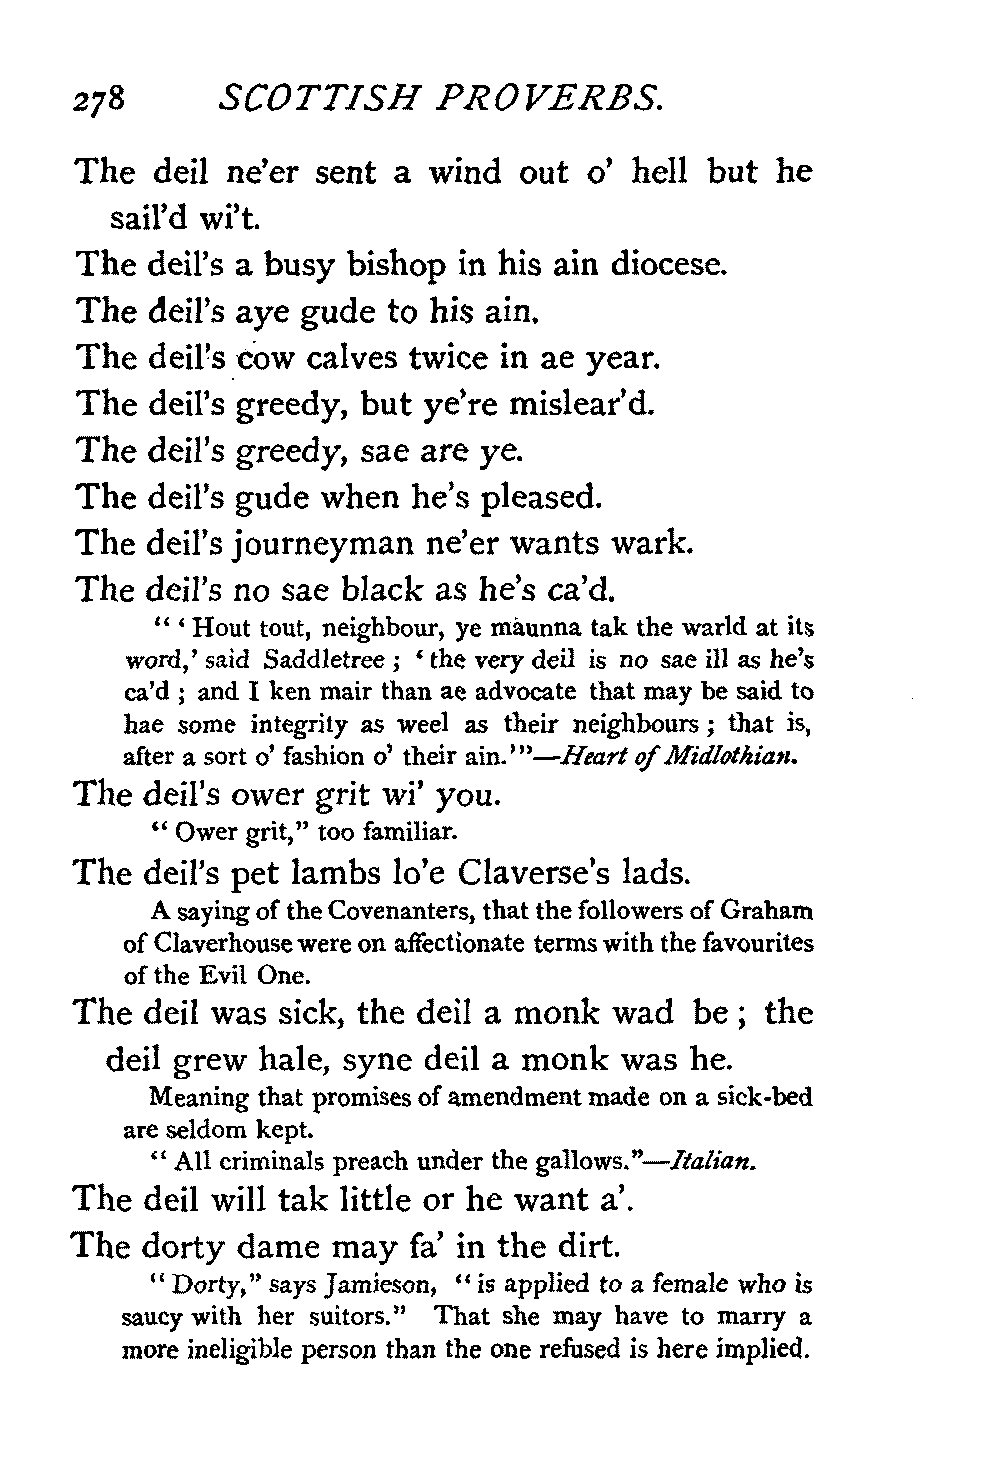 278 SCOTTISH PROVERBS.
The deil ne'er sent a wind out o' hell but he
sail'd wi't.
The deil's a busy bishop in his ain diocese.
The deil's aye gude to his ain.
The deil's cow calves twice in ae year.
The deil's greedy, but ye're mislear'd.
The deil's greedy, sae are ye.
The deil's gude when he's pleased.
The deil's journeyman ne'er wants wark.
The deil's no sae black as he's ca'd.
“ ‘ Hout tout, neighbour, ye maunna tak the warld at its
word,’ said Saddletree ; ‘ the very deil is no sae ill as he's
ca'd ; and I ken mair than ae advocate that may be said to
hae some integrity as weel as their neighbours ; that is,
after a sort o' fashion o' their ain.’”—Heart of Midlothian.
The deil's ower grit wi' you.
“ Ower grit,” too familiar.
The deil's pet lambs lo'e Claverse's lads.
A saying of the Covenanters, that the followers of Graham
of Claverhouse were on affectionate terms with the favourites
of the Evil One.
The deil was sick, the deil a monk wad be ; the
deil grew hale, syne deil a monk was he.
Meaning that promises of amendment made on a sick-bed
are seldom kept.
“ All criminals preach under the gallows.”—Italian.
The deil will tak little or he want a'.
The dorty dame may fa' in the dirt.
“ Dorty,” says Jamieson, “ is applied to a female who is
saucy with her suitors.” That she may have to marry a
more ineligible person than the one refused is here implied.